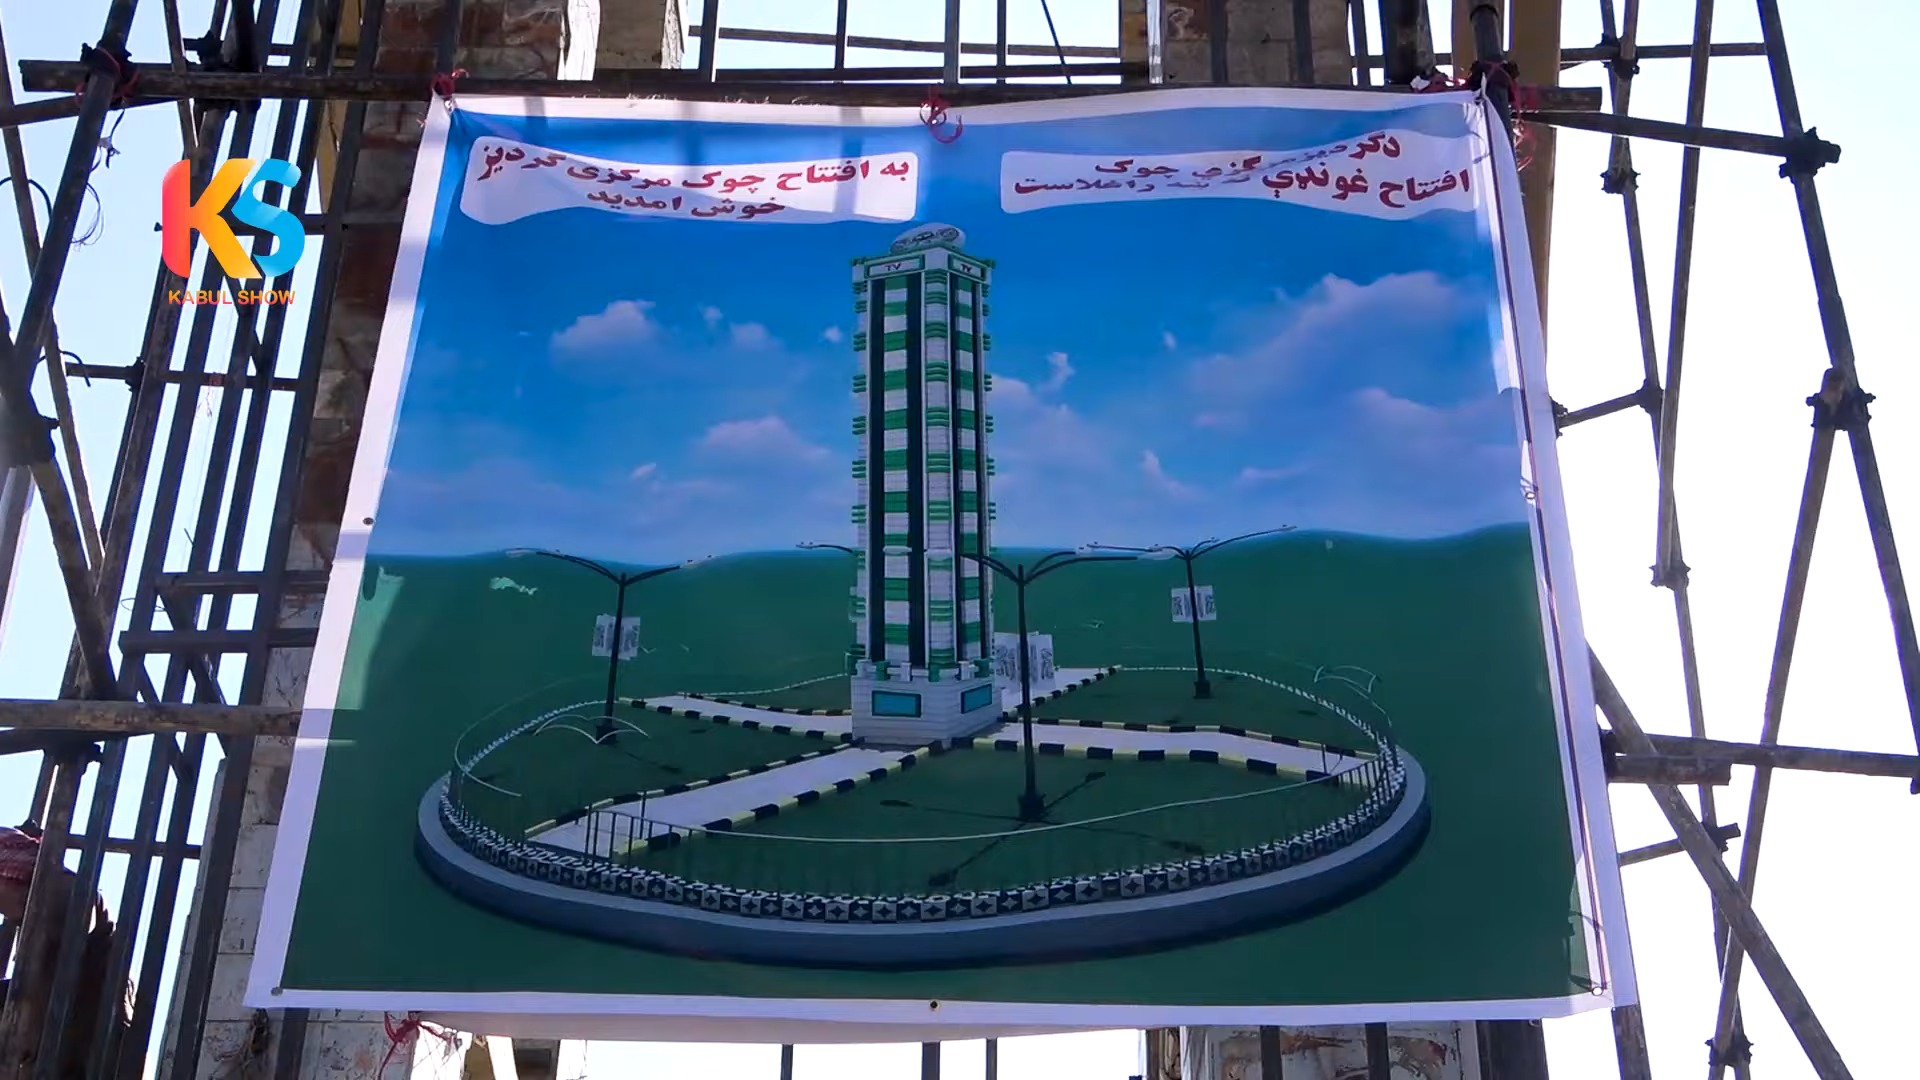 دګردیز مرکزي چوک
افتتاح غونډې ته ښه راغلاست
به افتتاح چوک مرکزی گردیز
خوش امدید
TV
TV
KS
KABUL SHOW